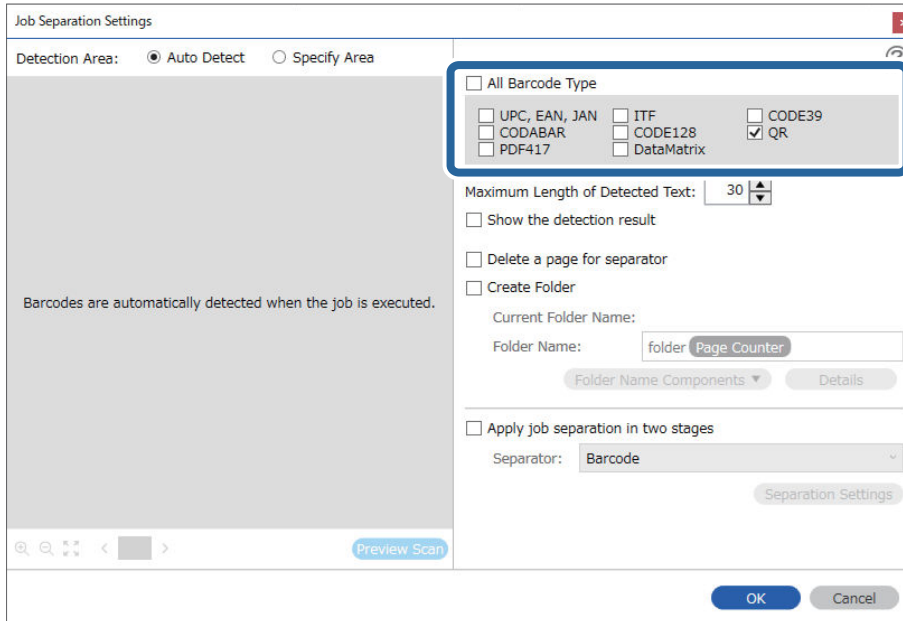 Job Separation Settings
Detection Area: Auto Detect Specify Area
All Barcode Type
UPC, EAN, JAN ITF CODE39
CODABAR CODE128 QR
PDF417 DataMatrix
Maximum Length of Detected Text: 30
Show the detection result
Delete a page for separator
Create Folder
Barcodes are automatically detected when the job is executed.
Current Folder Name:
Folder Name: folder Page Counter
Folder Name Components Details
Apply job separation in two stages
Separator: Barcode
Separation Settings
Preview Scan
OK Cancel